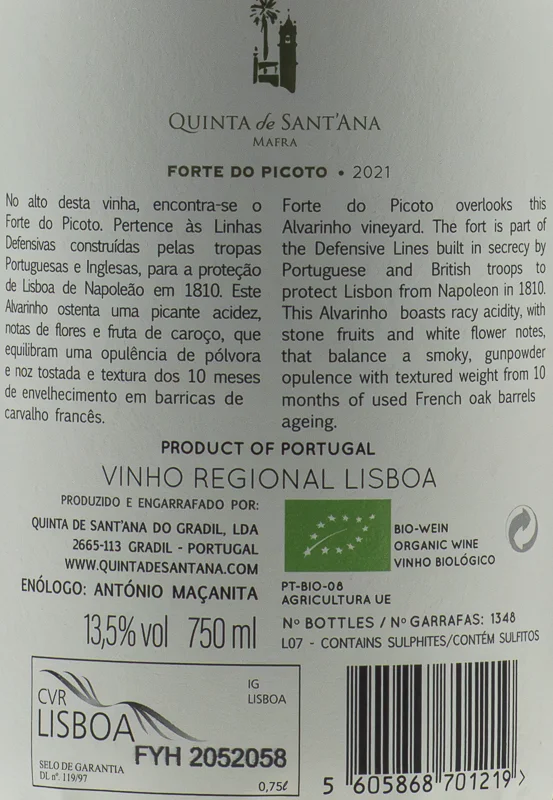 QUINTA de SANT'ANA
MAFRA
FORTE DO PICOTO • 2021
No alto desta vinha, encontra-se o
Forte do Picoto. Pertence às Linhas
Defensivas construídas pelas tropas
Portuguesas e Inglesas, para a proteção
de Lisboa de Napoleão em 1810. Este
Alvarinho ostenta uma picante acidez,
notas de flores e fruta de caroço, que
equilibram uma opulência de pólvora
e noz tostada e textura dos 10 meses
de envelhecimento em barricas de
carvalho francês.
Forte do Picoto overlooks this
Alvarinho vineyard. The fort is part of
the Defensive Lines built in secrecy by
Portuguese and British troops to
protect Lisbon from Napoleon in 1810.
This Alvarinho boasts racy acidity, with
stone fruits and white flower notes,
that balance a smoky, gunpowder
opulence with textured weight from 10
months of used French oak barrels
ageing.
PRODUCT OF PORTUGAL
VINHO REGIONAL LISBOA
PRODUZIDO E ENGARRAFADO POR:
QUINTA DE SANT'ANA DO GRADIL, LDA
2665-113 GRADIL - PORTUGAL
WWW.QUINTADESANTANA.COM
ENÓLOGO: ANTÓNIO MAÇANITA
13,5% vol 750 ml
BIO-WEIN
ORGANIC WINE
VINHO BIOLÓGICO
PT-BIO-08
AGRICULTURA UE
Nº BOTTLES / Nº GARRAFAS: 1348
L07 - CONTAINS SULPHITES/CONTÉM SULFITOS
CVR
LISBOA
IG
LISBOA
SELO DE GARANTIA
DL nº. 119/97
FYH 2052058
0,75ℓ
5 605868 701219 >